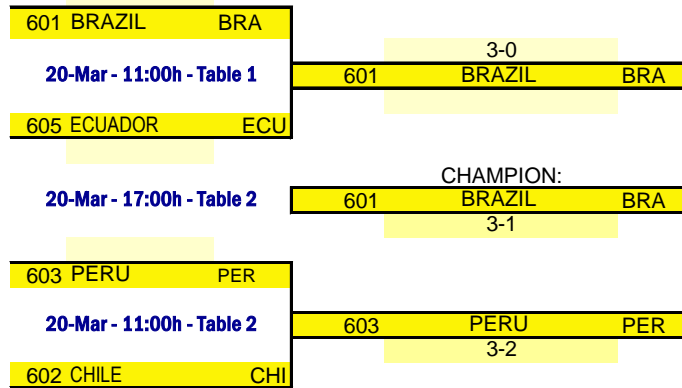 601 BRAZIL BRA
3-0
20-Mar - 11:00h - Table 1
601 BRAZIL BRA
605 ECUADOR ECU
CHAMPION:
20-Mar - 17:00h - Table 2
601 BRAZIL BRA
3-1
603 PERU PER
20-Mar - 11:00h - Table 2
603 PERU PER
3-2
602 CHILE CHI